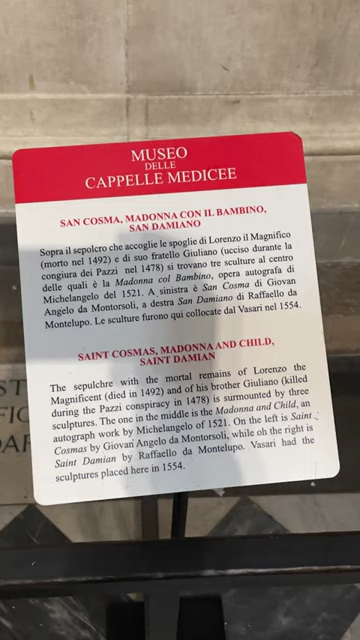 MUSEO
DELLE
CAPPELLE MEDICEE
SAN COSMA, MADONNA CON IL BAMBINO,
SAN DAMIANO
Sopra il sepolcro che accoglie le spoglie di Lorenzo il Magnifico
(morto nel 1492) e di suo fratello Giuliano (ucciso durante la
congiura dei Pazzi nel 1478) si trovano tre sculture al centro
delle quali è la Madonna col Bambino, opera autografa di
Michelangelo del 1521. A sinistra è San Cosma di Giovan
Angelo da Montorsoli, a destra San Damiano di Raffaello da
Montelupo. Le sculture furono qui collocate dal Vasari nel 1554.
SAINT COSMAS, MADONNA AND CHILD,
SAINT DAMIAN
The sepulchre with the mortal remains of Lorenzo the
Magnificent (died in 1492) and of his brother Giuliano (killed
during the Pazzi conspiracy in 1478) is surmounted by three
sculptures. The one in the middle is the Madonna and Child, an
autograph work by Michelangelo of 1521. On the left is Saint
Cosmas by Giovan Angelo da Montorsoli, while oh the right is
Saint Damian by Raffaello da Montelupo. Vasari had the
sculptures placed here in 1554.